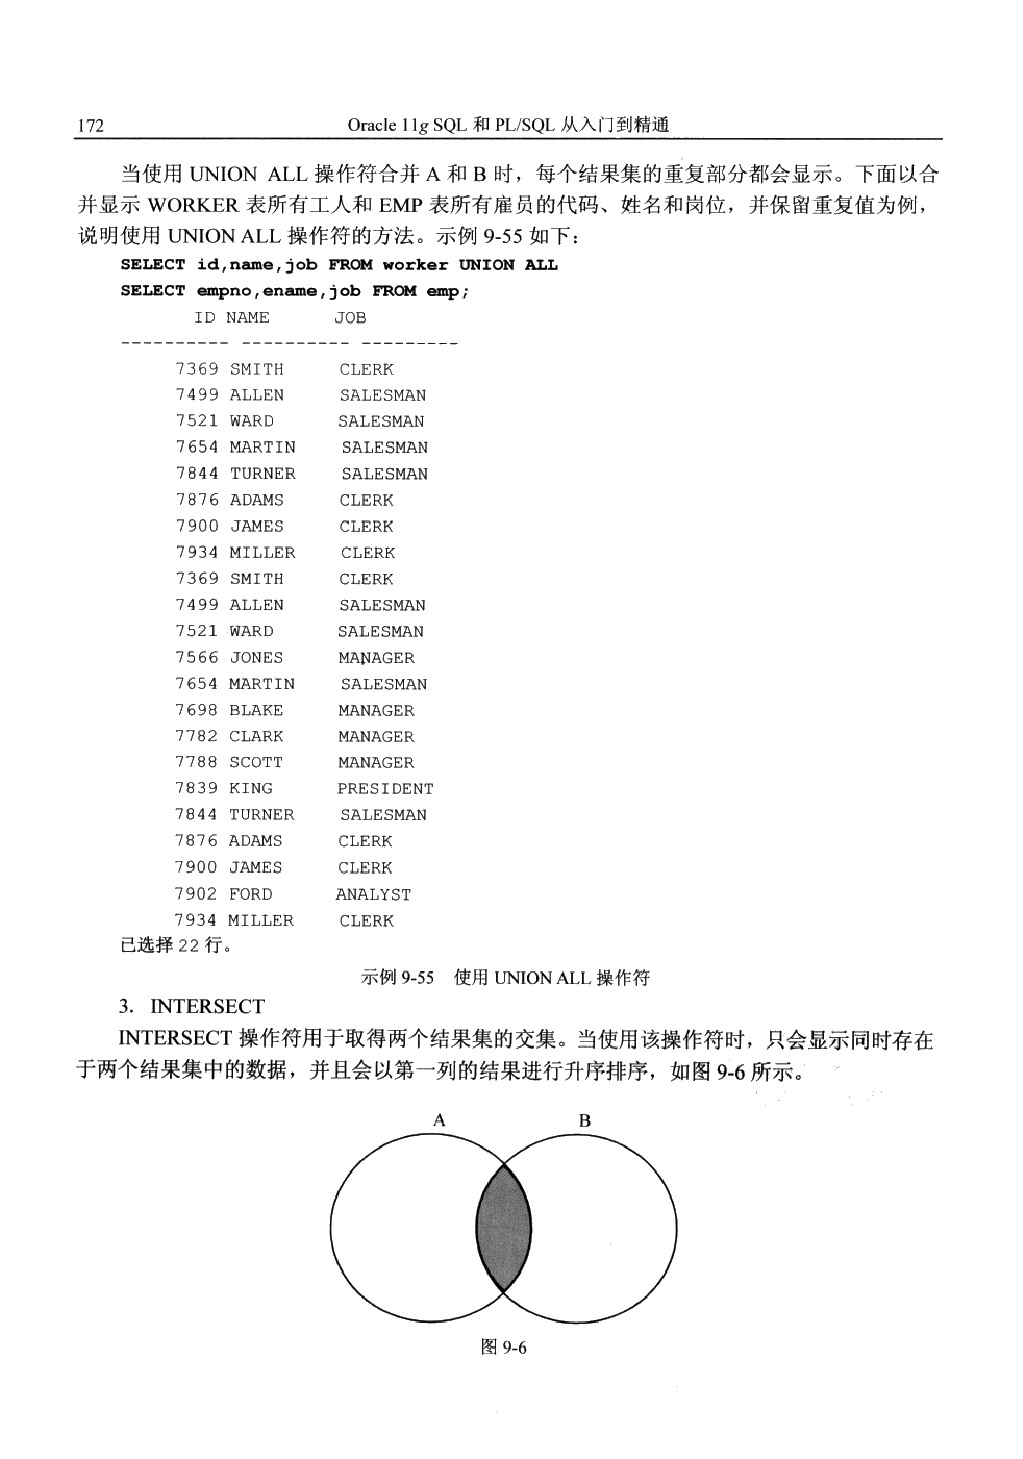 172
Oracle 11g SQL 和 PL/SQL 从入门到精通
当使用 UNION ALL 操作符合并 A 和 B 时，每个结果集的重复部分都会显示。下面以合
并显示 WORKER 表所有工人和 EMP 表所有雇员的代码、姓名和岗位，并保留重复值为例，
说明使用 UNION ALL 操作符的方法。示例 9-55 如下：
SELECT id,name,job FROM worker UNION ALL
SELECT empno,ename,job FROM emp;
ID NAME JOB
---------- ---------- ---------
7369 SMITH CLERK
7499 ALLEN SALESMAN
7521 WARD SALESMAN
7654 MARTIN SALESMAN
7844 TURNER SALESMAN
7876 ADAMS CLERK
7900 JAMES CLERK
7934 MILLER CLERK
7369 SMITH CLERK
7499 ALLEN SALESMAN
7521 WARD SALESMAN
7566 JONES MANAGER
7654 MARTIN SALESMAN
7698 BLAKE MANAGER
7782 CLARK MANAGER
7788 SCOTT MANAGER
7839 KING PRESIDENT
7844 TURNER SALESMAN
7876 ADAMS CLERK
7900 JAMES CLERK
7902 FORD ANALYST
7934 MILLER CLERK
已选择 22 行。
示例 9-55 使用 UNION ALL 操作符
3．INTERSECT
INTERSECT 操作符用于取得两个结果集的交集。当使用该操作符时，只会显示同时存在
于两个结果集中的数据，并且会以第一列的结果进行升序排序，如图 9-6 所示。
A B
图 9-6